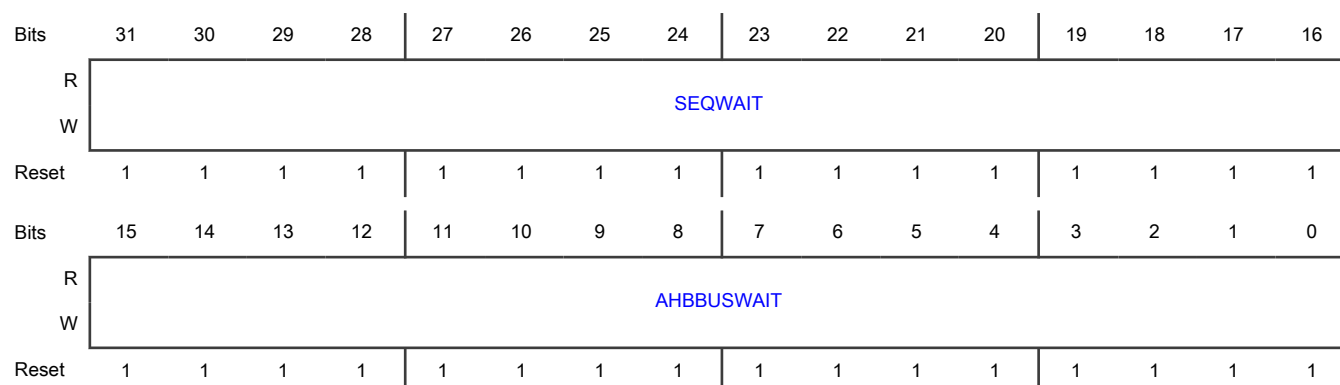 Bits 31 30 29 28 27 26 25 24 23 22 21 20 19 18 17 16
R
SEQWAIT
W
Reset 1 1 1 1 1 1 1 1 1 1 1 1 1 1 1 1
Bits 15 14 13 12 11 10 9 8 7 6 5 4 3 2 1 0
R
AHBBUSWAIT
W
Reset 1 1 1 1 1 1 1 1 1 1 1 1 1 1 1 1